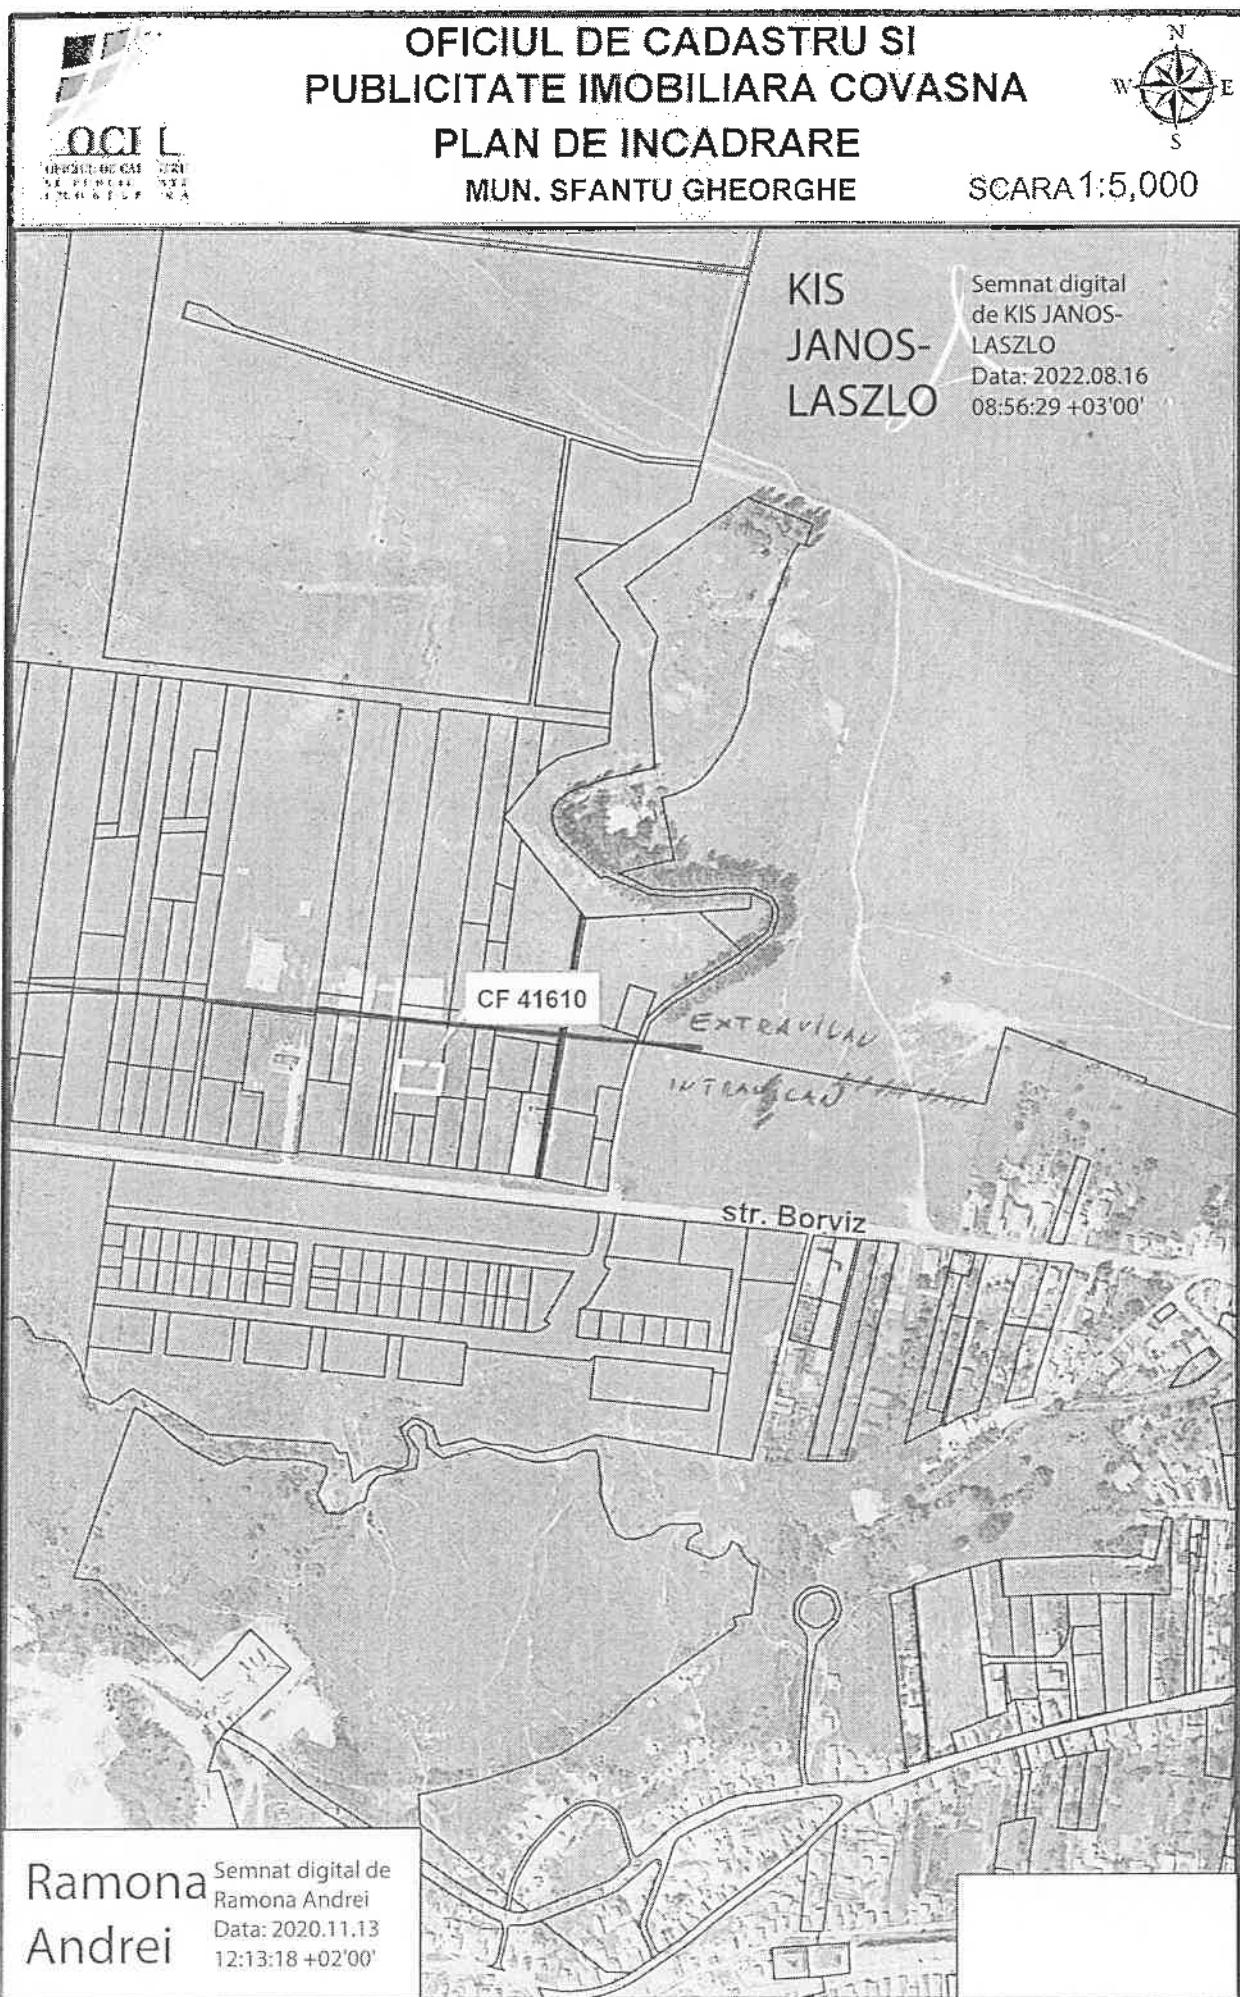 OFICIUL DE CADASTRU SI
PUBLICITATE IMOBILIARA COVASNA
PLAN DE INCADRARE
MUN. SFANTU GHEORGHE
SCARA 1:5,000
N
W
E
S
OCI
KIS
JANOS-
LASZLO
Semnat digital
de KIS JANOS-
LASZLO
Data: 2022.08.16
08:56:29 +03'00'
CF 41610
EXTRAVILAN
INTRAVILAN
str. Borviz
Ramona
Andrei
Semnat digital de
Ramona Andrei
Data: 2020.11.13
12:13:18 +02'00'